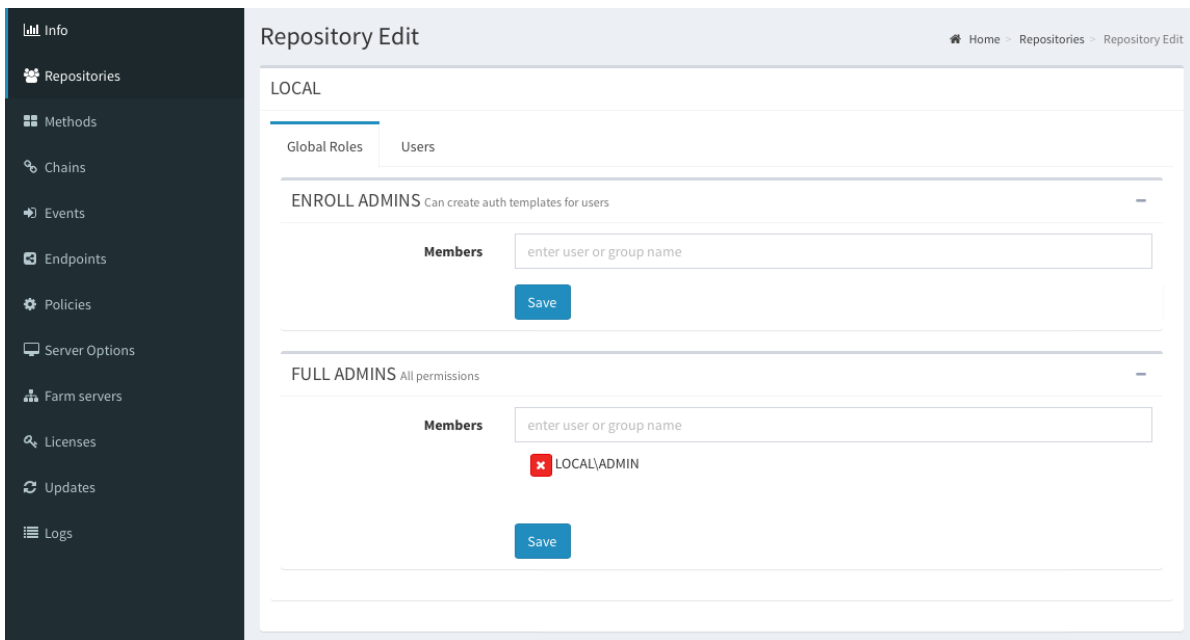 Info
Repositories
Methods
Chains
Events
Endpoints
Policies
Server Options
Farm servers
Licenses
Updates
Logs
Repository Edit
Home > Repositories > Repository Edit
LOCAL
Global Roles Users
ENROLL ADMINS Can create auth templates for users
Members enter user or group name
Save
FULL ADMINS All permissions
Members enter user or group name
LOCAL\ADMIN
Save